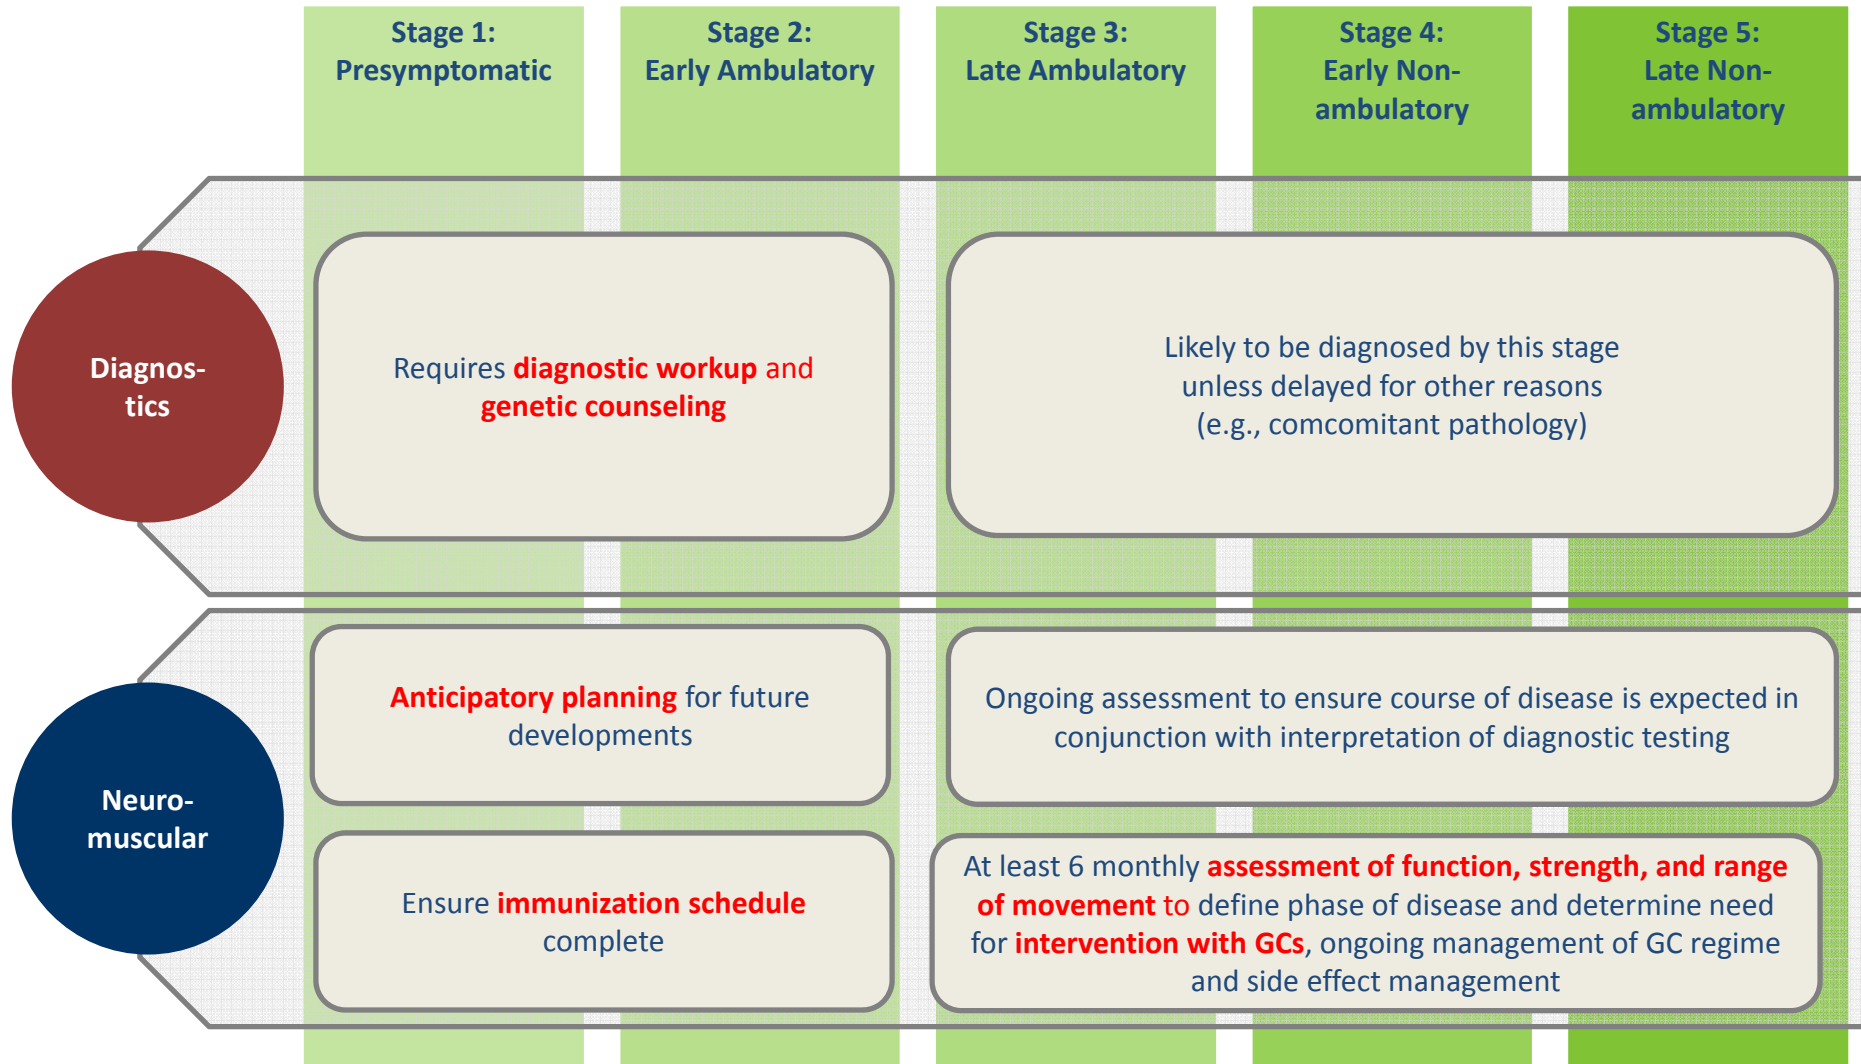 Stage 1:
Presymptomatic
Stage 2:
Early Ambulatory
Stage 3:
Late Ambulatory
Stage 4:
Early Non-
ambulatory
Stage 5:
Late Non-
ambulatory
Diagnos-
tics
Requires diagnostic workup and
genetic counseling
Likely to be diagnosed by this stage
unless delayed for other reasons
(e.g., comcomitant pathology)
Neuro-
muscular
Anticipatory planning for future
developments
Ongoing assessment to ensure course of disease is expected in
conjunction with interpretation of diagnostic testing
Ensure immunization schedule
complete
At least 6 monthly assessment of function, strength, and range
of movement to define phase of disease and determine need
for intervention with GCs, ongoing management of GC regime
and side effect management